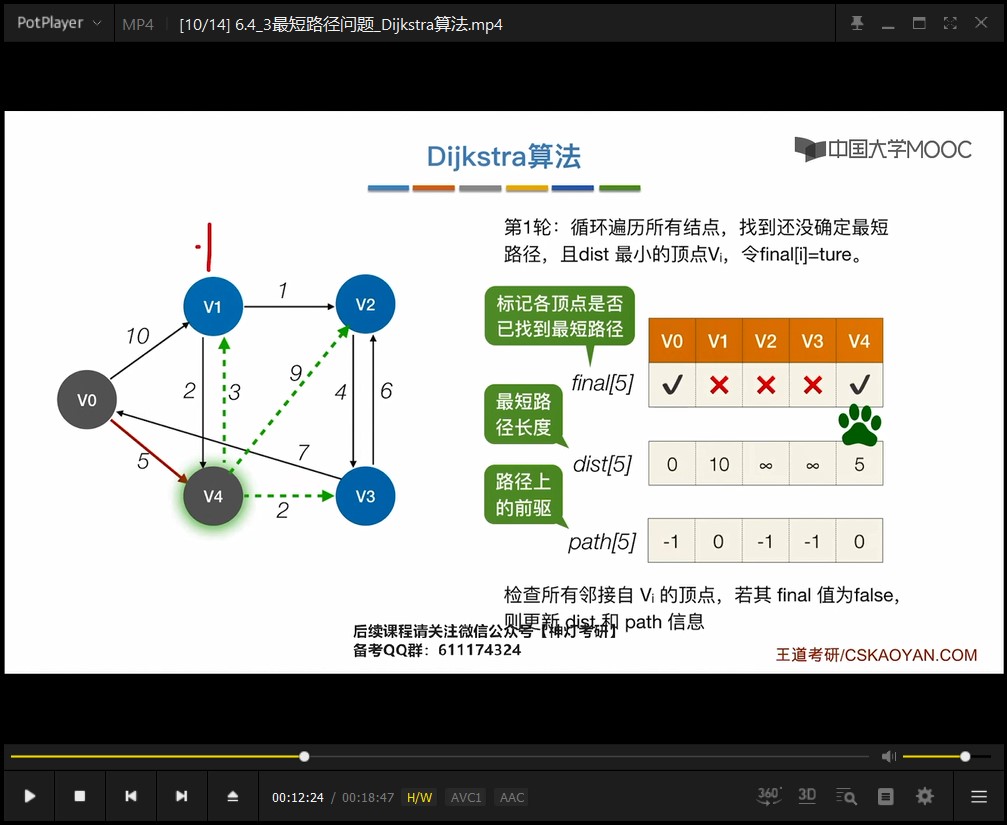 PotPlayer
MP4
[10/14] 6.4_3最短路径问题_Dijkstra算法.mp4
Dijkstra算法
中国大学MOOC
第1轮：循环遍历所有结点，找到还没确定最短
路径，且dist 最小的顶点Vᵢ，令final[i]=ture。
V1
1
V2
10
2
3
9
4
6
V0
7
5
V4
2
V3
标记各顶点是否
已找到最短路径
V0 V1 V2 V3 V4
final[5]
✓ ✗ ✗ ✗ ✓
最短路
径长度
dist[5]
0 10 ∞ ∞ 5
路径上
的前驱
path[5]
-1 0 -1 -1 0
检查所有邻接自 Vᵢ 的顶点，若其 final 值为false，
则更新 dist 和 path 信息
后续课程请关注微信公众号【神灯考研】
备考QQ群：611174324
王道考研/CSKAOYAN.COM
00:12:24 / 00:18:47 H/W AVC1 AAC
360° 3D